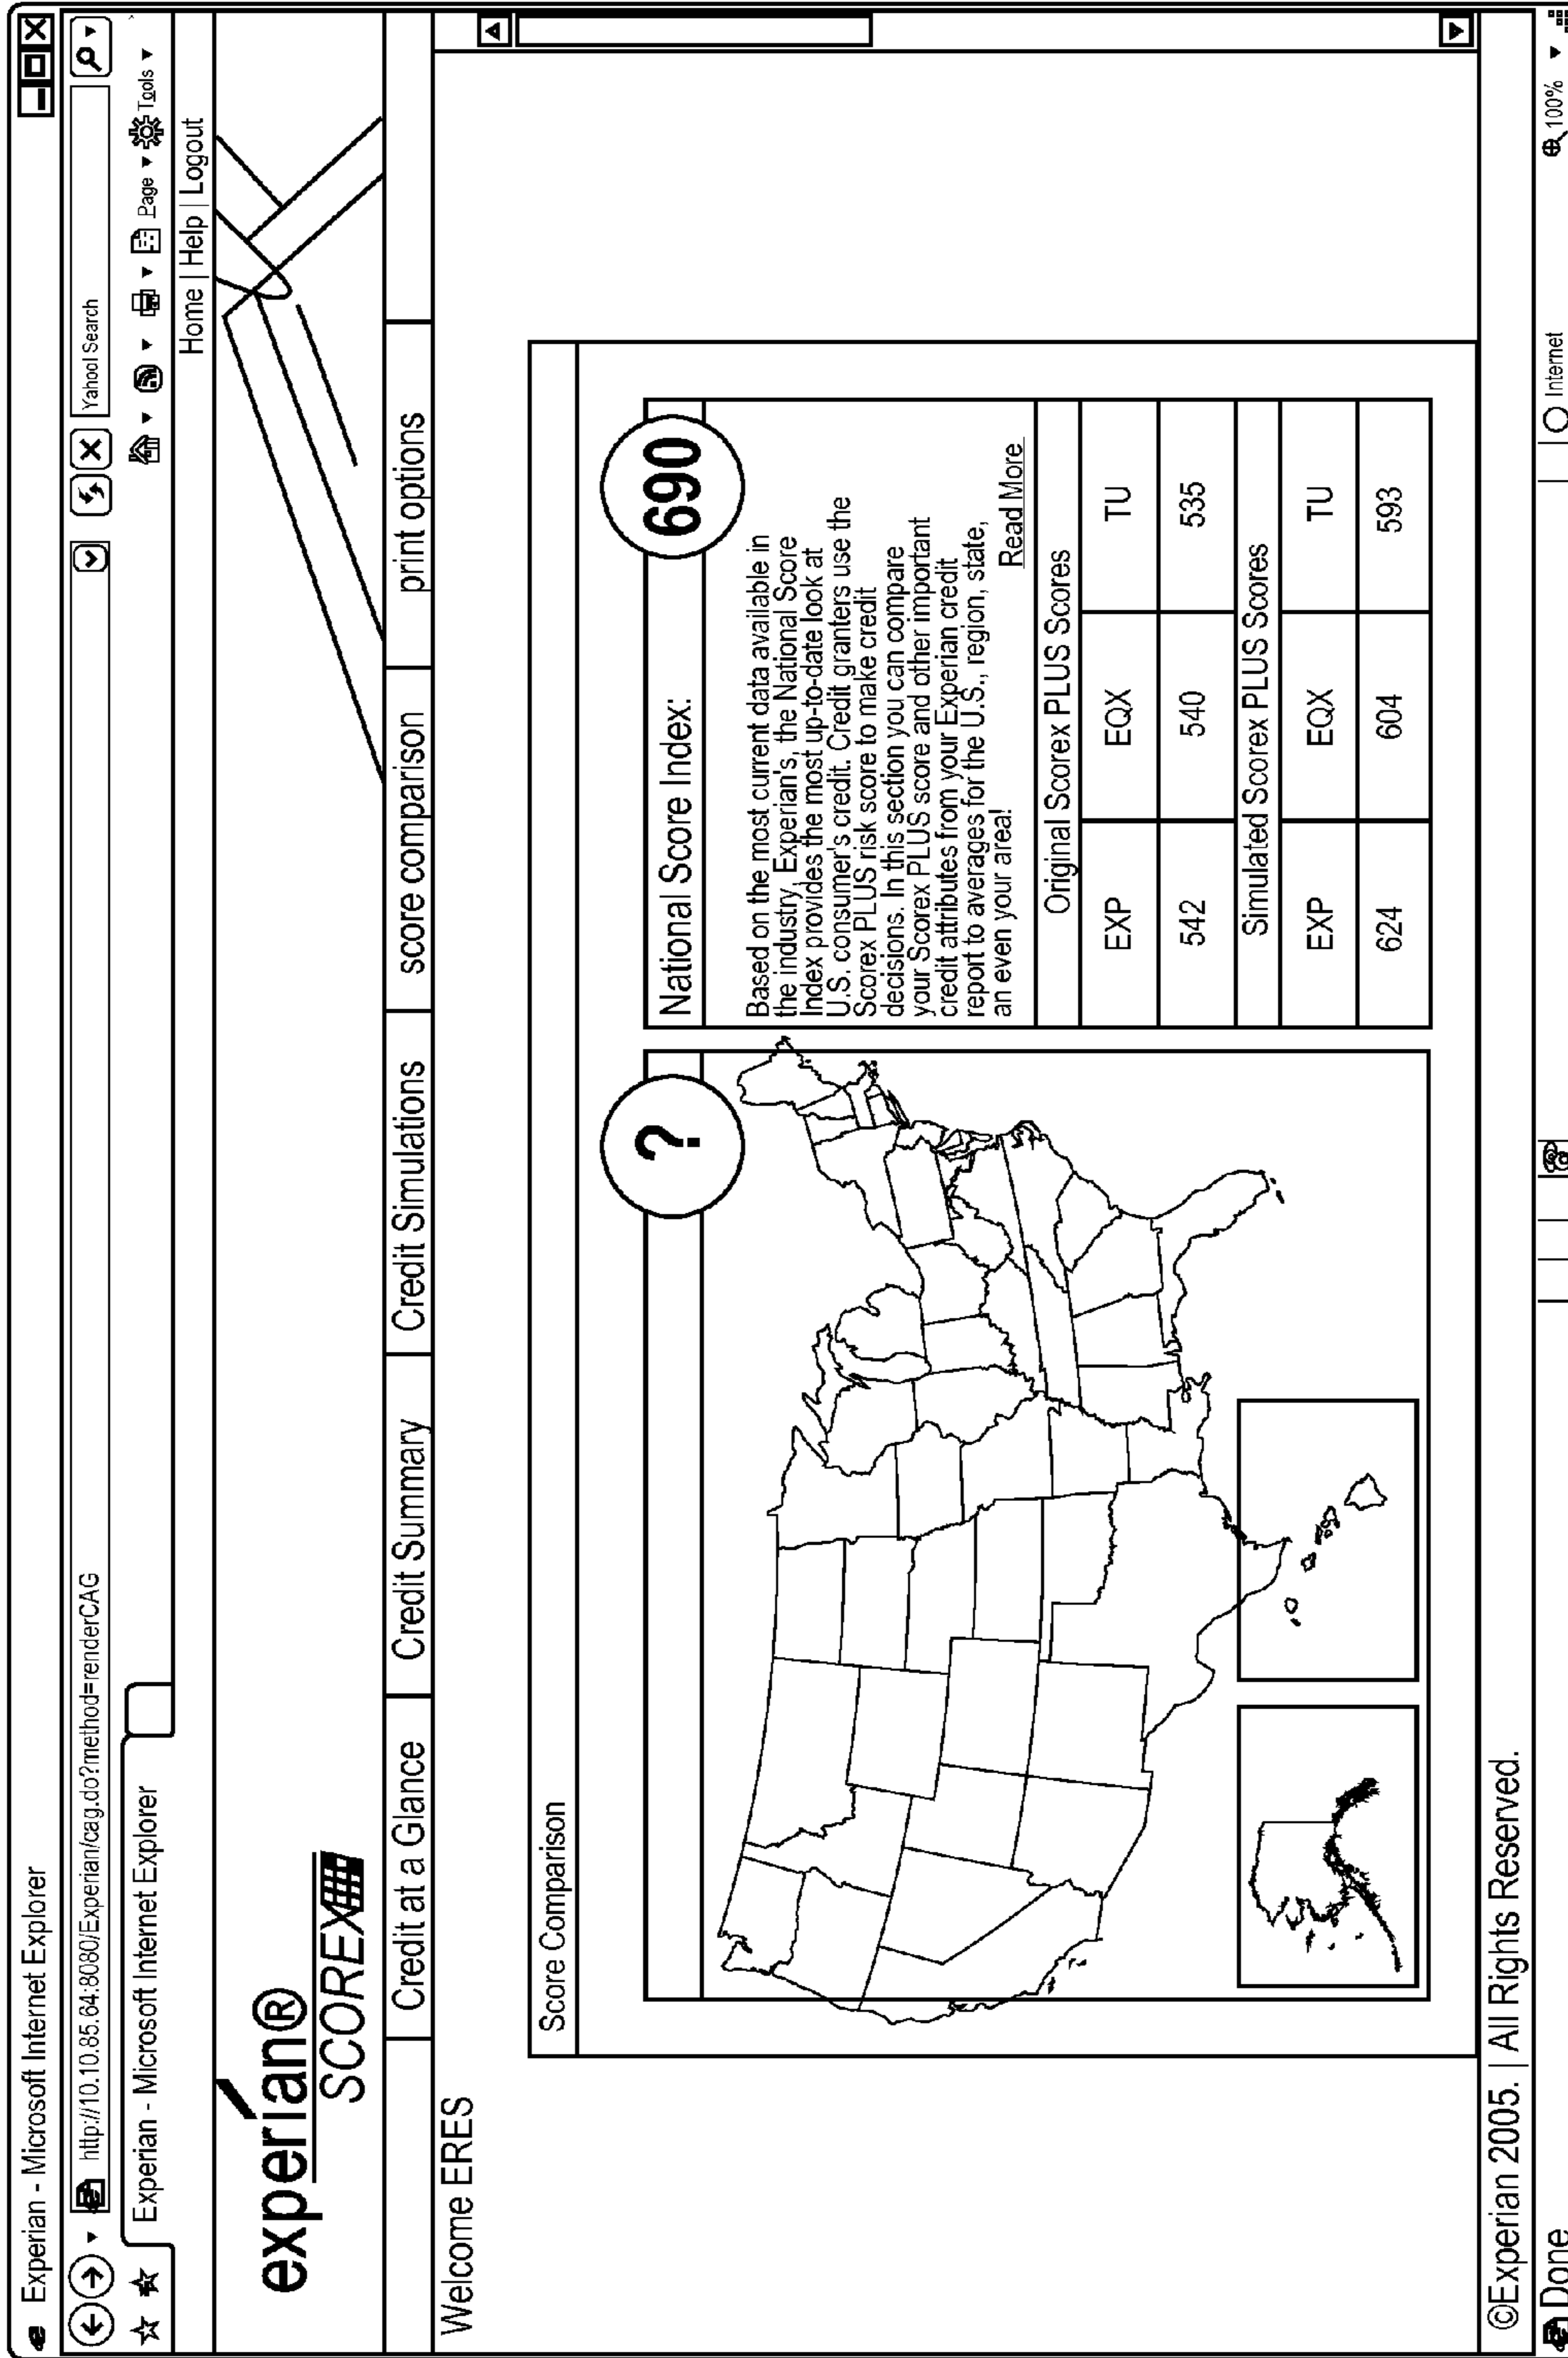 Experian - Microsoft Internet Explorer
http://10.10.85.64:8080/Experian/cag.do?method=renderCAG
Yahool Search
Experian - Microsoft Internet Explorer
Page
Tools
Home | Help | Logout
experían®
SCOREX
Credit at a Glance
Credit Summary
Credit Simulations
score comparison
print options
Welcome ERES
Score Comparison
?
National Score Index:
690
Based on the most current data available in
the industry, Experian's, the National Score
Index provides the most up-to-date look at
U.S. consumer's credit. Credit granters use the
Scorex PLUS risk score to make credit
decisions. In this section you can compare
your Scorex PLUS score and other important
credit attributes from your Experian credit
report to averages for the U.S., region, state,
an even your area!
Read More
Original Scorex PLUS Scores
EXP EQX TU
542 540 535
Simulated Scorex PLUS Scores
EXP EQX TU
624 604 593
©Experian 2005. | All Rights Reserved.
Done
Internet
100%